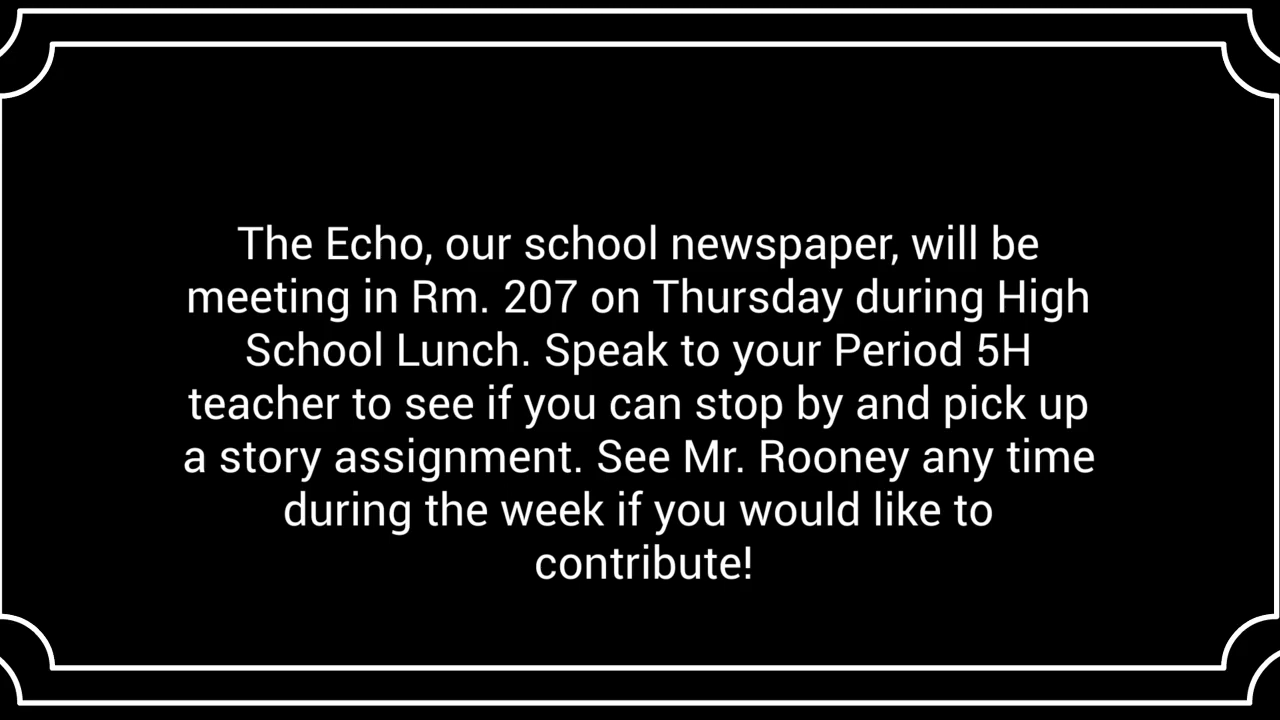 The Echo, our school newspaper, will be
meeting in Rm. 207 on Thursday during High
School Lunch. Speak to your Period 5H
teacher to see if you can stop by and pick up
a story assignment. See Mr. Rooney any time
during the week if you would like to
contribute!